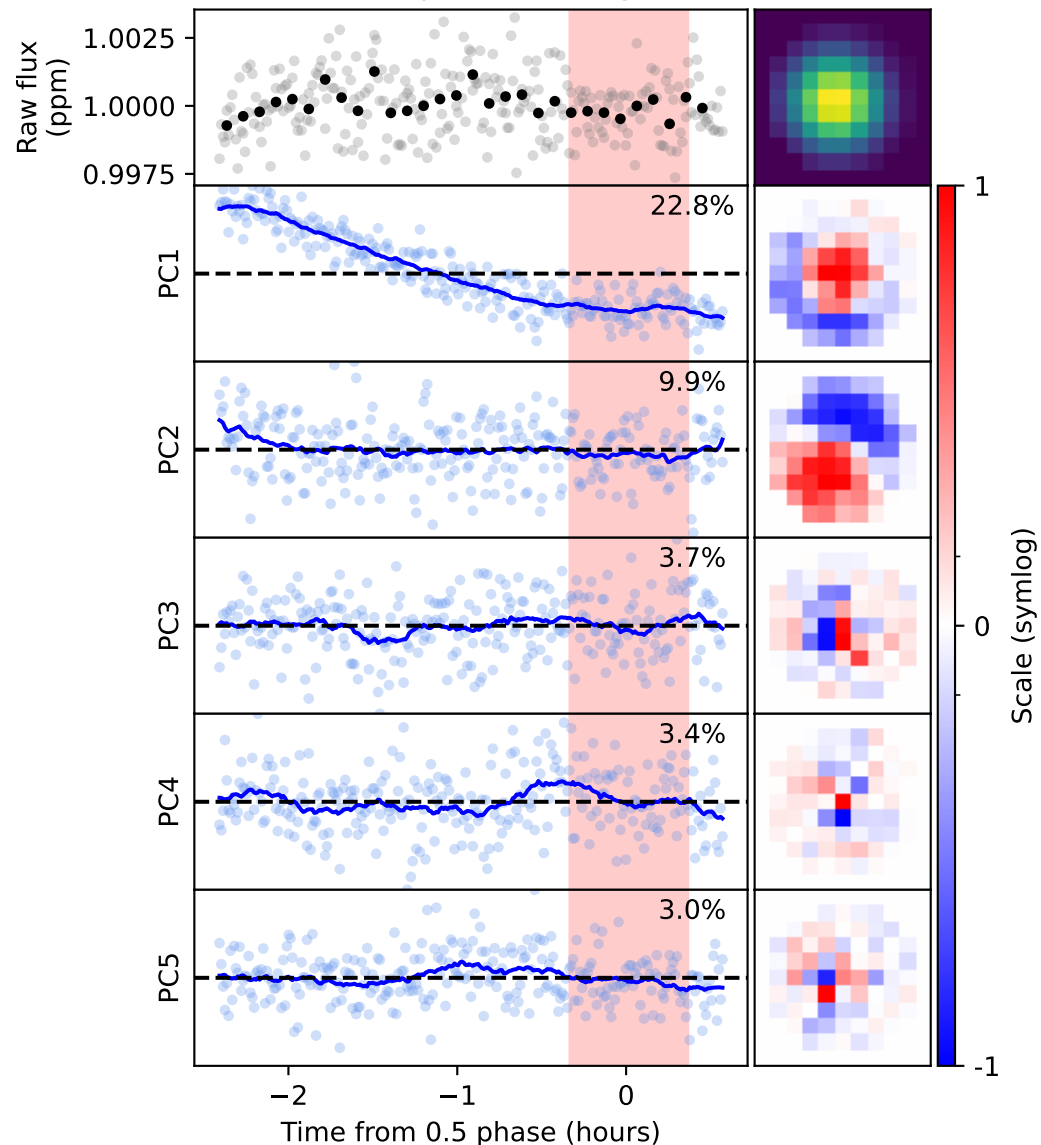 Raw flux
(ppm)
1.0025
1.0000
0.9975
PC1
22.8%
PC2
9.9%
PC3
3.7%
PC4
3.4%
PC5
3.0%
−2
−1
0
Time from 0.5 phase (hours)
1
0
-1
Scale (symlog)